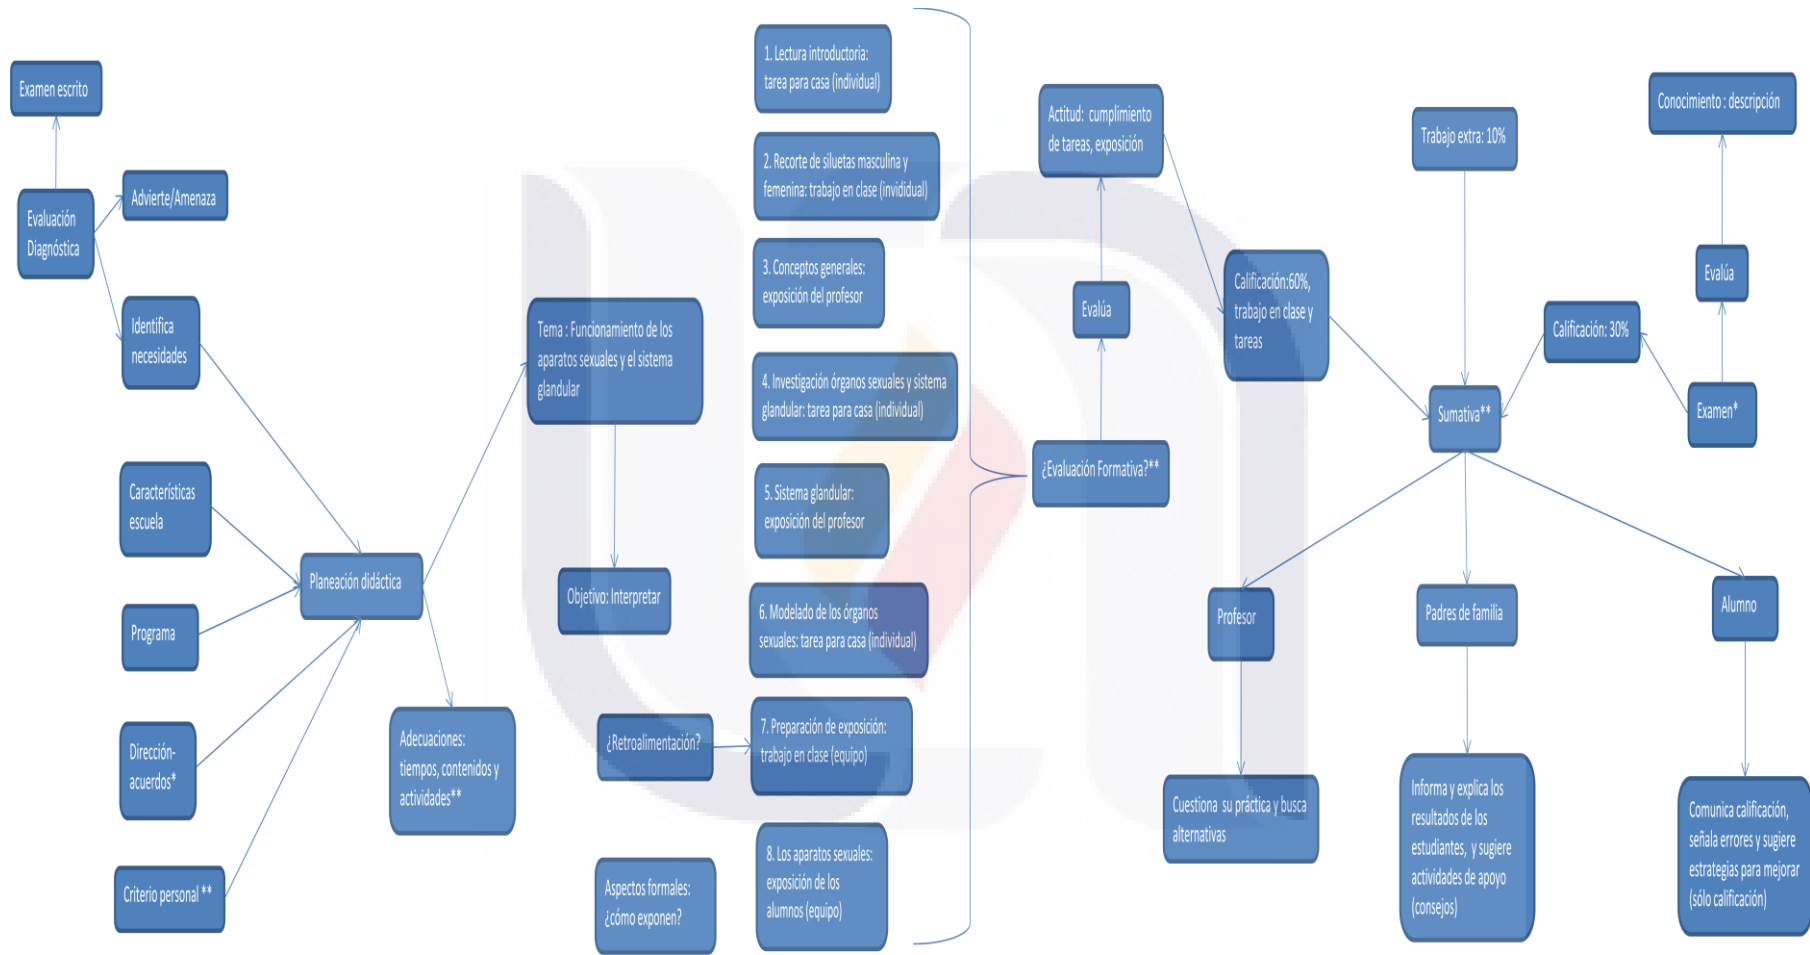 Examen escrito
Evaluación
Diagnóstica
Advierte/Amenaza
Identifica
necesidades
Características
escuela
Programa
Dirección-
acuerdos*
Criterio personal **
Planeación didáctica
Adecuaciones:
tiempos, contenidos y
actividades**
Tema : Funcionamiento de los
aparatos sexuales y el sistema
glandular
Objetivo: Interpretar
¿Retroalimentación?
Aspectos formales:
¿cómo exponen?
1. Lectura introductoria:
tarea para casa (individual)
2. Recorte de siluetas masculina y
femenina: trabajo en clase (invididual)
3. Conceptos generales:
exposición del profesor
4. Investigación órganos sexuales y sistema
glandular: tarea para casa (individual)
5. Sistema glandular:
exposición del profesor
6. Modelado de los órganos
sexuales: tarea para casa (individual)
7. Preparación de exposición:
trabajo en clase (equipo)
8. Los aparatos sexuales:
exposición de los
alumnos (equipo)
Actitud: cumplimiento
de tareas, exposición
Evalúa
¿Evaluación Formativa?**
Calificación:60%,
trabajo en clase y
tareas
Trabajo extra: 10%
Sumativa**
Calificación: 30%
Conocimiento : descripción
Evalúa
Examen*
Profesor
Cuestiona su práctica y busca
alternativas
Padres de familia
Informa y explica los
resultados de los
estudiantes, y sugiere
actividades de apoyo
(consejos)
Alumno
Comunica calificación,
señala errores y sugiere
estrategias para mejorar
(sólo calificación)